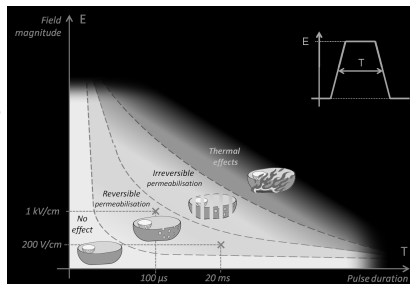 Field
magnitude
E
E
T
Thermal
effects
Irreversible
permeabilisation
Reversible
permeabilisation
No
effect
1 kV/cm
200 V/cm
T
100 µs
20 ms
Pulse duration